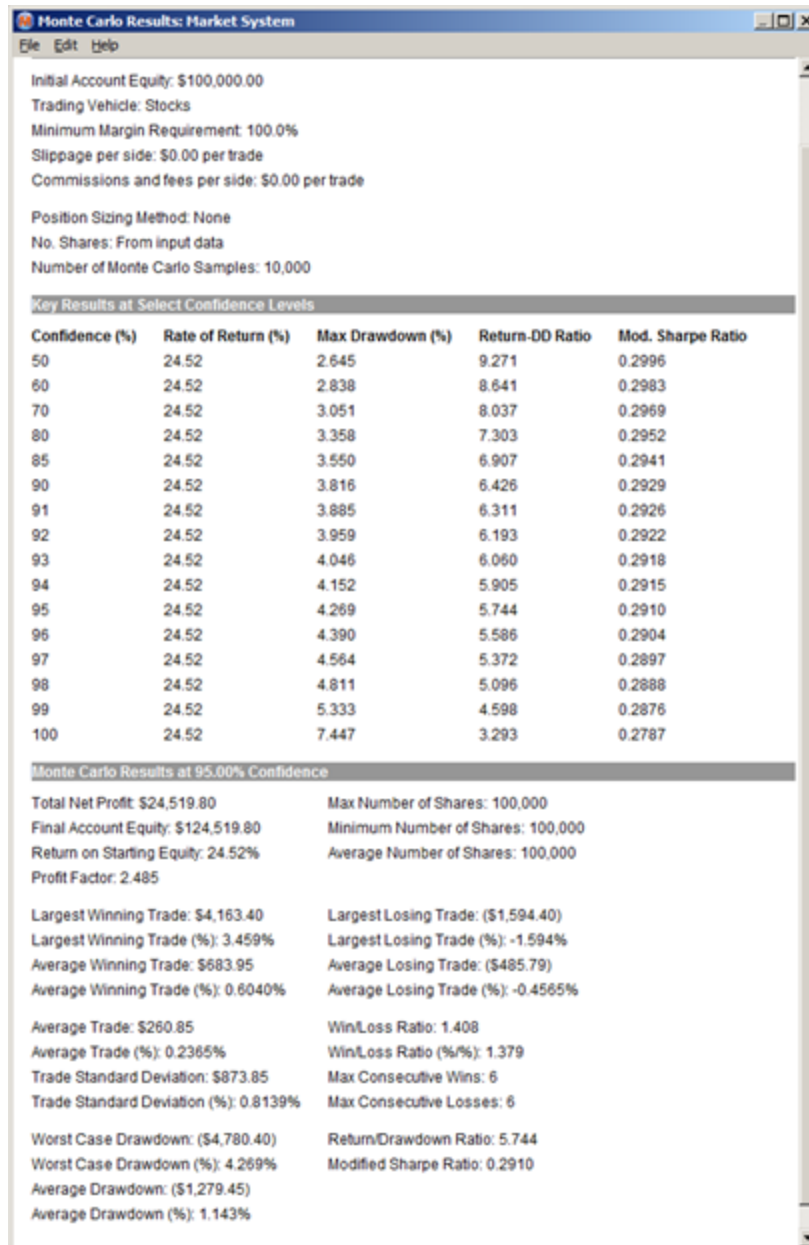 Monte Carlo Results: Market System
File Edit Help
Initial Account Equity: $100,000.00
Trading Vehicle: Stocks
Minimum Margin Requirement: 100.0%
Slippage per side: $0.00 per trade
Commissions and fees per side: $0.00 per trade
Position Sizing Method: None
No. Shares: From input data
Number of Monte Carlo Samples: 10,000
Key Results at Select Confidence Levels
Confidence (%) Rate of Return (%) Max Drawdown (%) Return-DD Ratio Mod. Sharpe Ratio
50 24.52 2.645 9.271 0.2996
60 24.52 2.838 8.641 0.2983
70 24.52 3.051 8.037 0.2969
80 24.52 3.358 7.303 0.2952
85 24.52 3.550 6.907 0.2941
90 24.52 3.816 6.426 0.2929
91 24.52 3.885 6.311 0.2926
92 24.52 3.959 6.193 0.2922
93 24.52 4.046 6.060 0.2918
94 24.52 4.152 5.905 0.2915
95 24.52 4.269 5.744 0.2910
96 24.52 4.390 5.586 0.2904
97 24.52 4.564 5.372 0.2897
98 24.52 4.811 5.096 0.2888
99 24.52 5.333 4.598 0.2876
100 24.52 7.447 3.293 0.2787
Monte Carlo Results at 95.00% Confidence
Total Net Profit: $24,519.80 Max Number of Shares: 100,000
Final Account Equity: $124,519.80 Minimum Number of Shares: 100,000
Return on Starting Equity: 24.52% Average Number of Shares: 100,000
Profit Factor: 2.485
Largest Winning Trade: $4,163.40 Largest Losing Trade: ($1,594.40)
Largest Winning Trade (%): 3.459% Largest Losing Trade (%): -1.594%
Average Winning Trade: $683.95 Average Losing Trade: ($485.79)
Average Winning Trade (%): 0.6040% Average Losing Trade (%): -0.4565%
Average Trade: $260.85 Win/Loss Ratio: 1.408
Average Trade (%): 0.2365% Win/Loss Ratio (%/%): 1.379
Trade Standard Deviation: $873.85 Max Consecutive Wins: 6
Trade Standard Deviation (%): 0.8139% Max Consecutive Losses: 6
Worst Case Drawdown: ($4,780.40) Return/Drawdown Ratio: 5.744
Worst Case Drawdown (%): 4.269% Modified Sharpe Ratio: 0.2910
Average Drawdown: ($1,279.45)
Average Drawdown (%): 1.143%